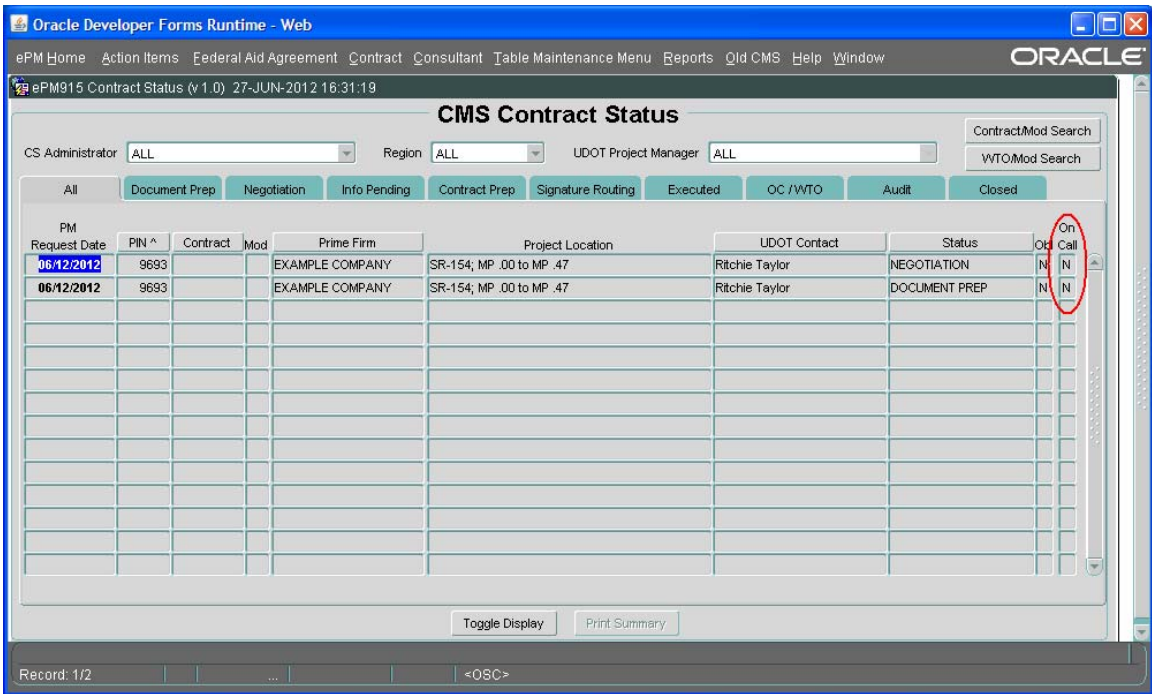 Oracle Developer Forms Runtime - Web
ePM Home Action Items Federal Aid Agreement Contract Consultant Table Maintenance Menu Reports Old CMS Help Window ORACLE
ePM915 Contract Status (v 1.0) 27-JUN-2012 16:31:19
CMS Contract Status
Contract/Mod Search
CS Administrator ALL Region ALL UDOT Project Manager ALL
WTO/Mod Search
All Document Prep Negotiation Info Pending Contract Prep Signature Routing Executed OC / WTO Audit Closed
PM On
Request Date PIN ^ Contract Mod Prime Firm Project Location UDOT Contact Status Obl Call
06/12/2012 9693 EXAMPLE COMPANY SR-154; MP .00 to MP .47 Ritchie Taylor NEGOTIATION N N
06/12/2012 9693 EXAMPLE COMPANY SR-154; MP .00 to MP .47 Ritchie Taylor DOCUMENT PREP N N
Toggle Display Print Summary
Record: 1/2 ... <OSC>